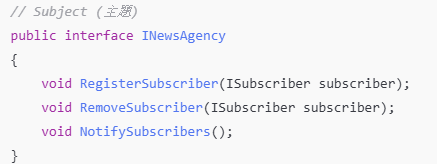 // Subject (主題)
public interface INewsAgency
{
    void RegisterSubscriber(ISubscriber subscriber);
    void RemoveSubscriber(ISubscriber subscriber);
    void NotifySubscribers();
}